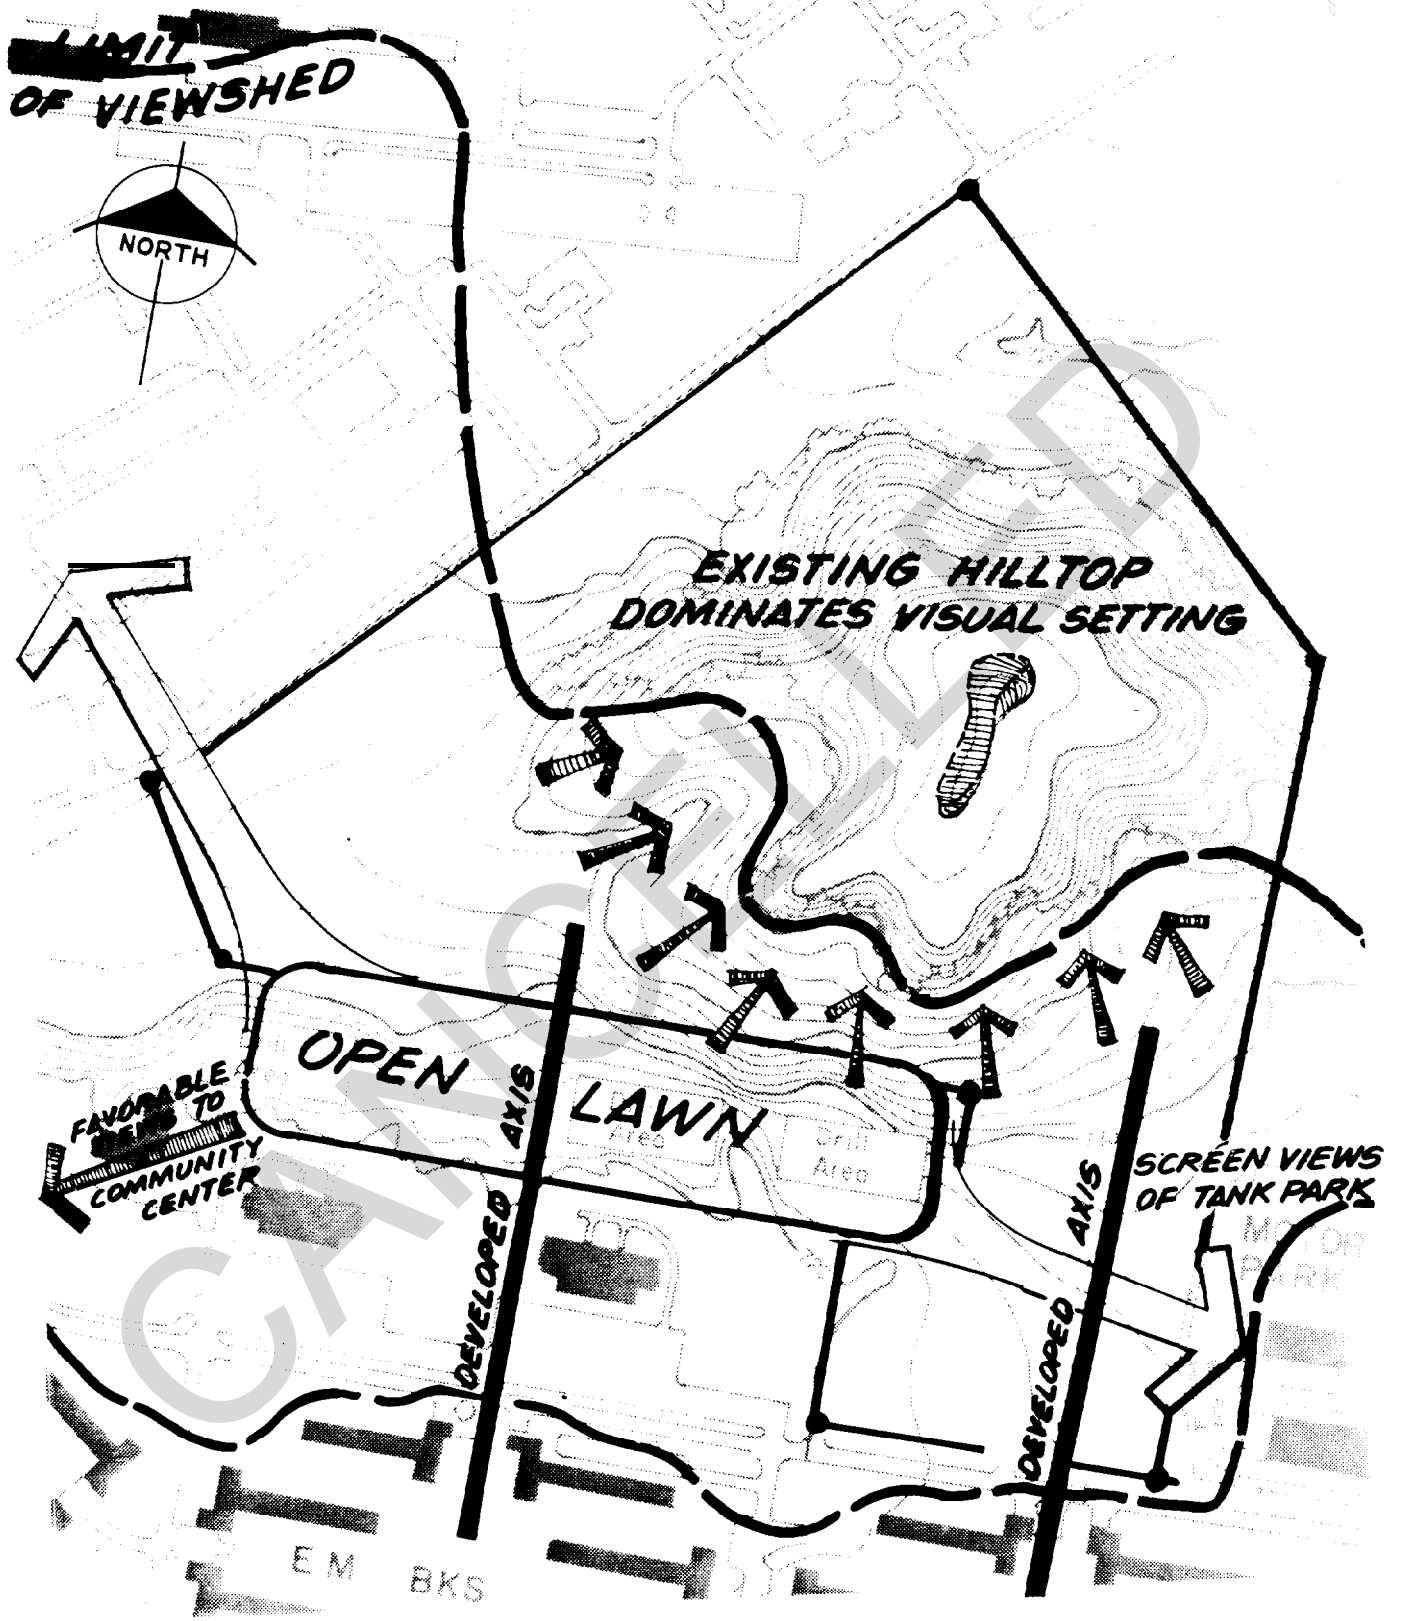 LIMIT
OF VIEWSHED
NORTH
EXISTING HILLTOP
DOMINATES VISUAL SETTING
CANCELLED
OPEN LAWN
DEVELOPED AXIS
Area
Drill
Area
FAVORABLE
VIEWS TO
COMMUNITY
CENTER
DEVELOPED AXIS
SCREEN VIEWS
OF TANK PARK
MOTOR
PARK
EM BKS